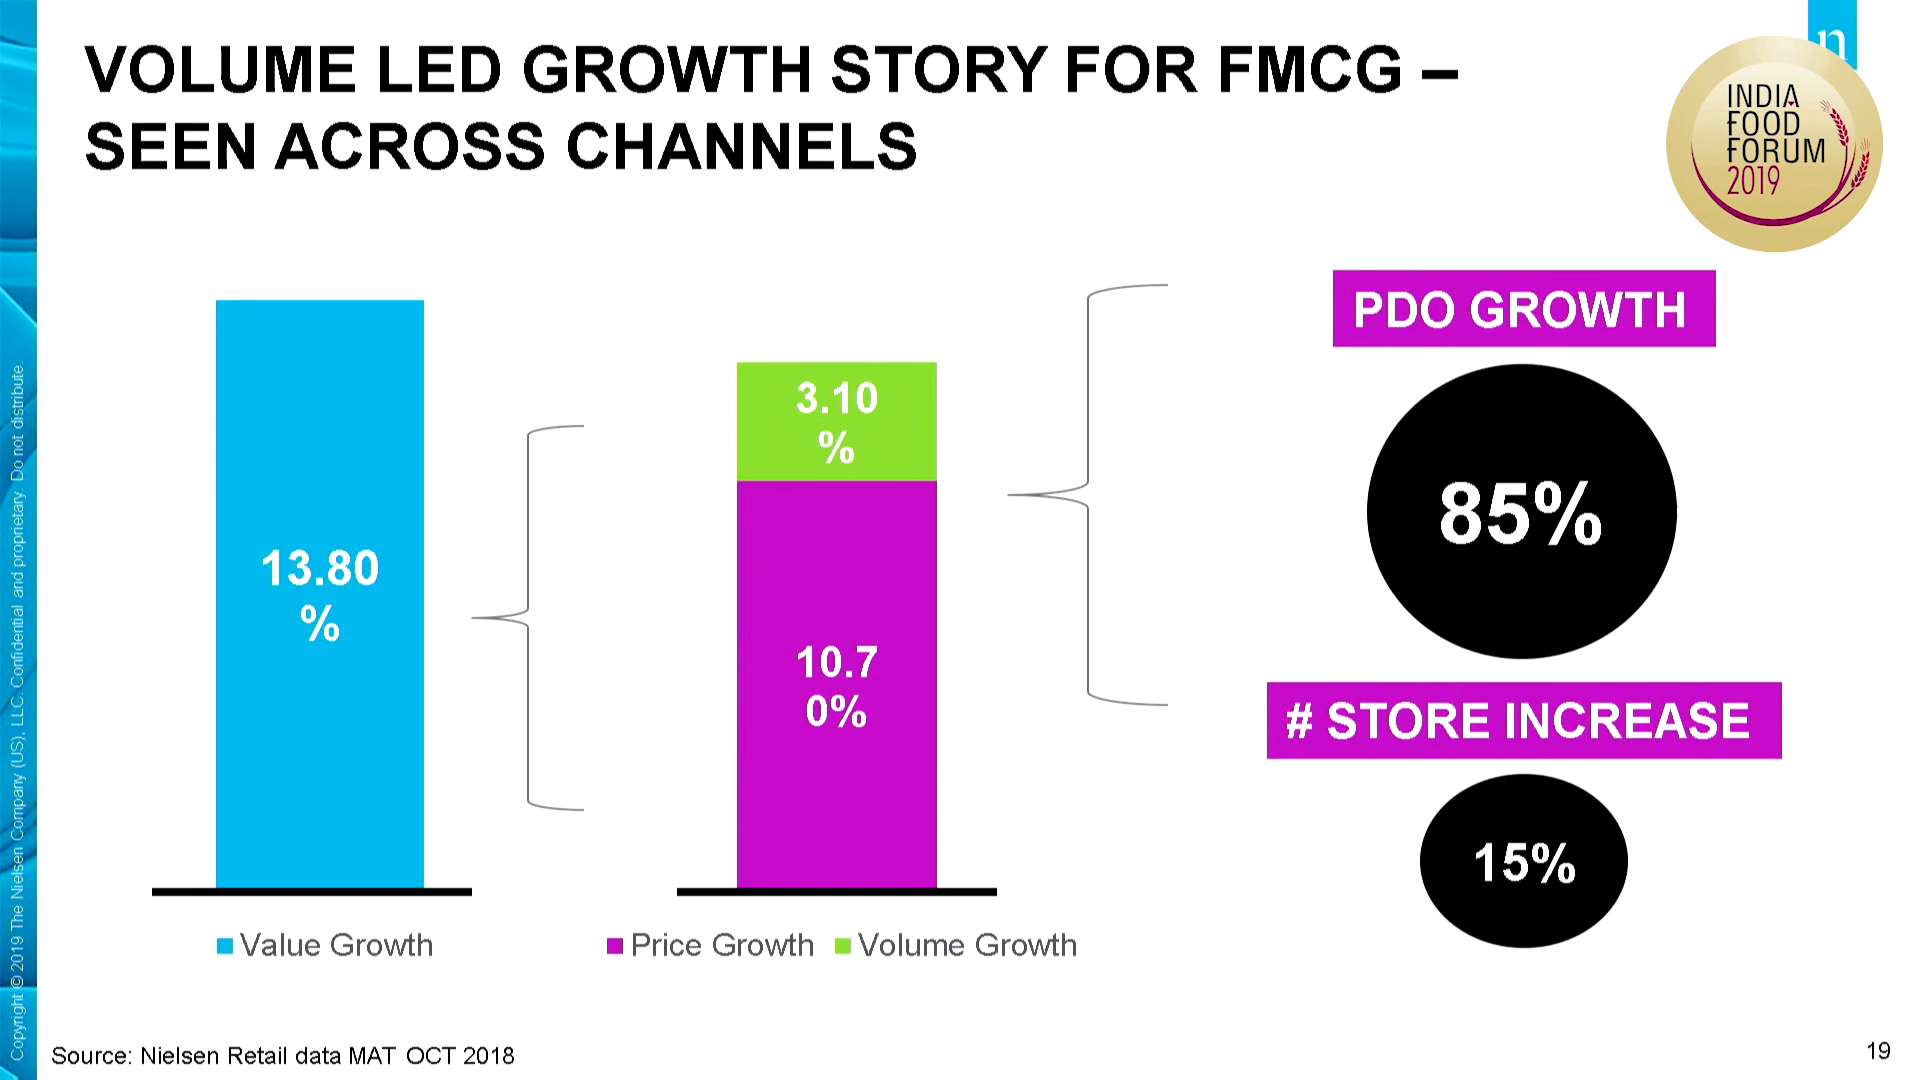 VOLUME LED GROWTH STORY FOR FMCG –
SEEN ACROSS CHANNELS
n
INDIA
FOOD
FORUM
2019
13.80
%
3.10
%
10.7
0%
PDO GROWTH
85%
# STORE INCREASE
15%
Value Growth
Price Growth
Volume Growth
Source: Nielsen Retail data MAT OCT 2018
19
Copyright © 2019 The Nielsen Company (US), LLC. Confidential and proprietary. Do not distribute.